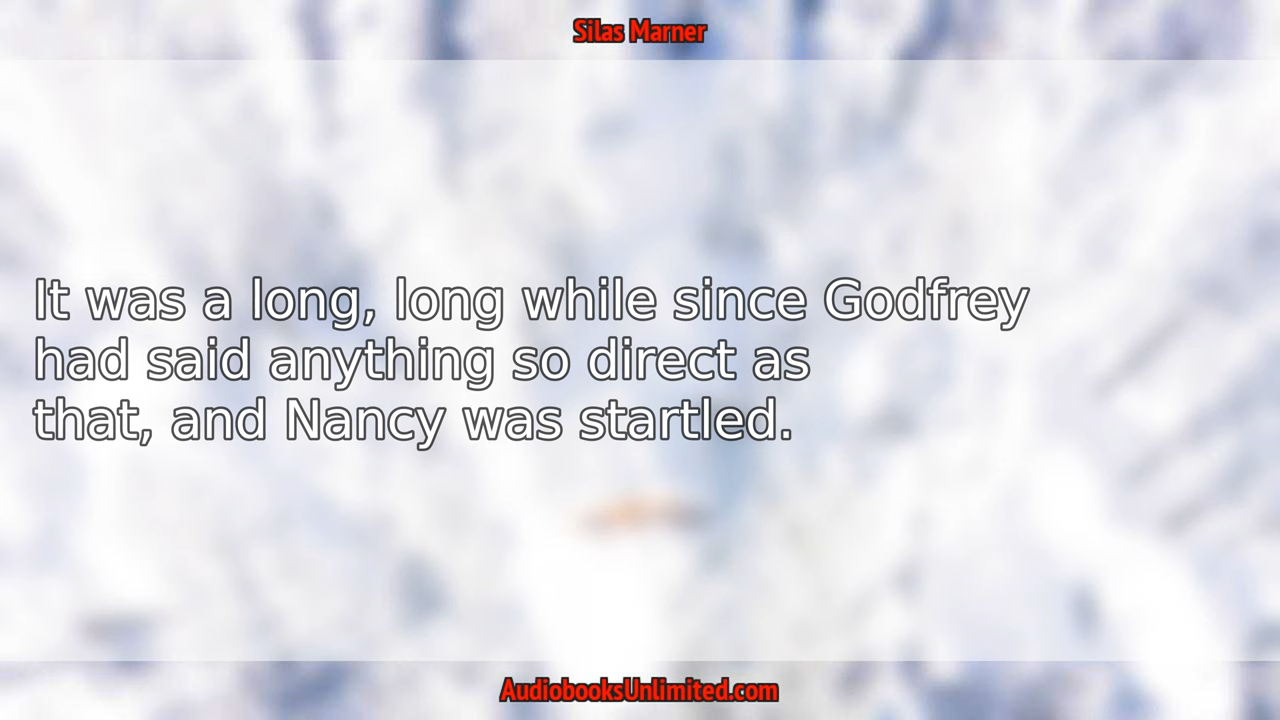 Silas Marner
It was a long, long while since Godfrey
had said anything so direct as
that, and Nancy was startled.
AudiobooksUnlimited.com